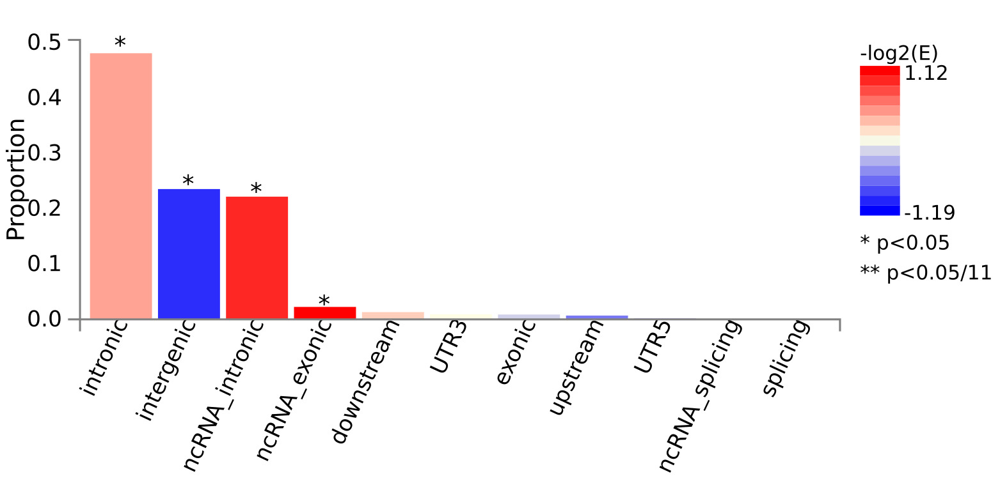 Proportion
0.5
0.4
0.3
0.2
0.1
0.0
*
*
*
*
intronic
intergenic
ncRNA_intronic
ncRNA_exonic
downstream
UTR3
exonic
upstream
UTR5
ncRNA_splicing
splicing
-log2(E)
1.12
-1.19
* p<0.05
** p<0.05/11